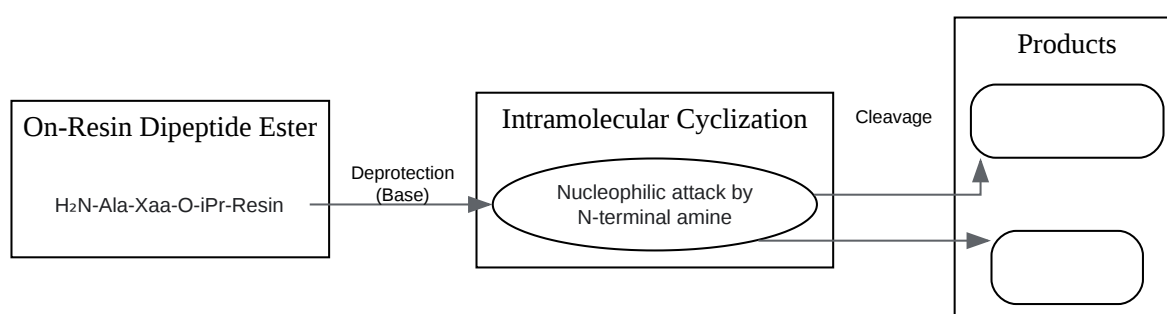 On-Resin Dipeptide Ester
H₂N-Ala-Xaa-O-iPr-Resin
Deprotection
(Base)
Intramolecular Cyclization
Nucleophilic attack by
N-terminal amine
Cleavage
Products